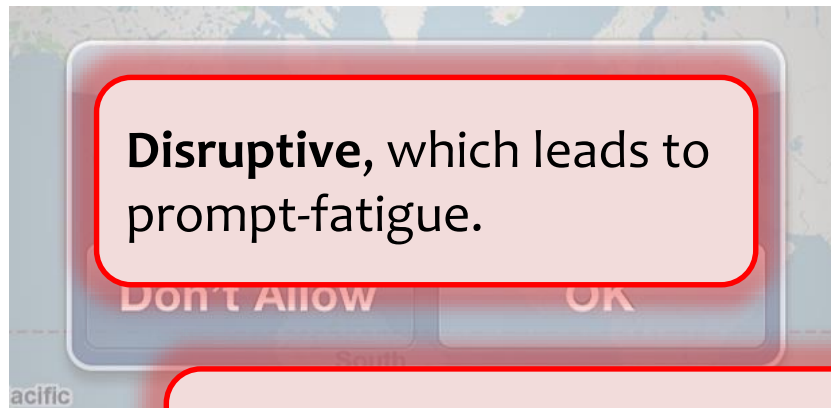 Disruptive, which leads to
prompt-fatigue.
Don't Allow
OK
South
acific